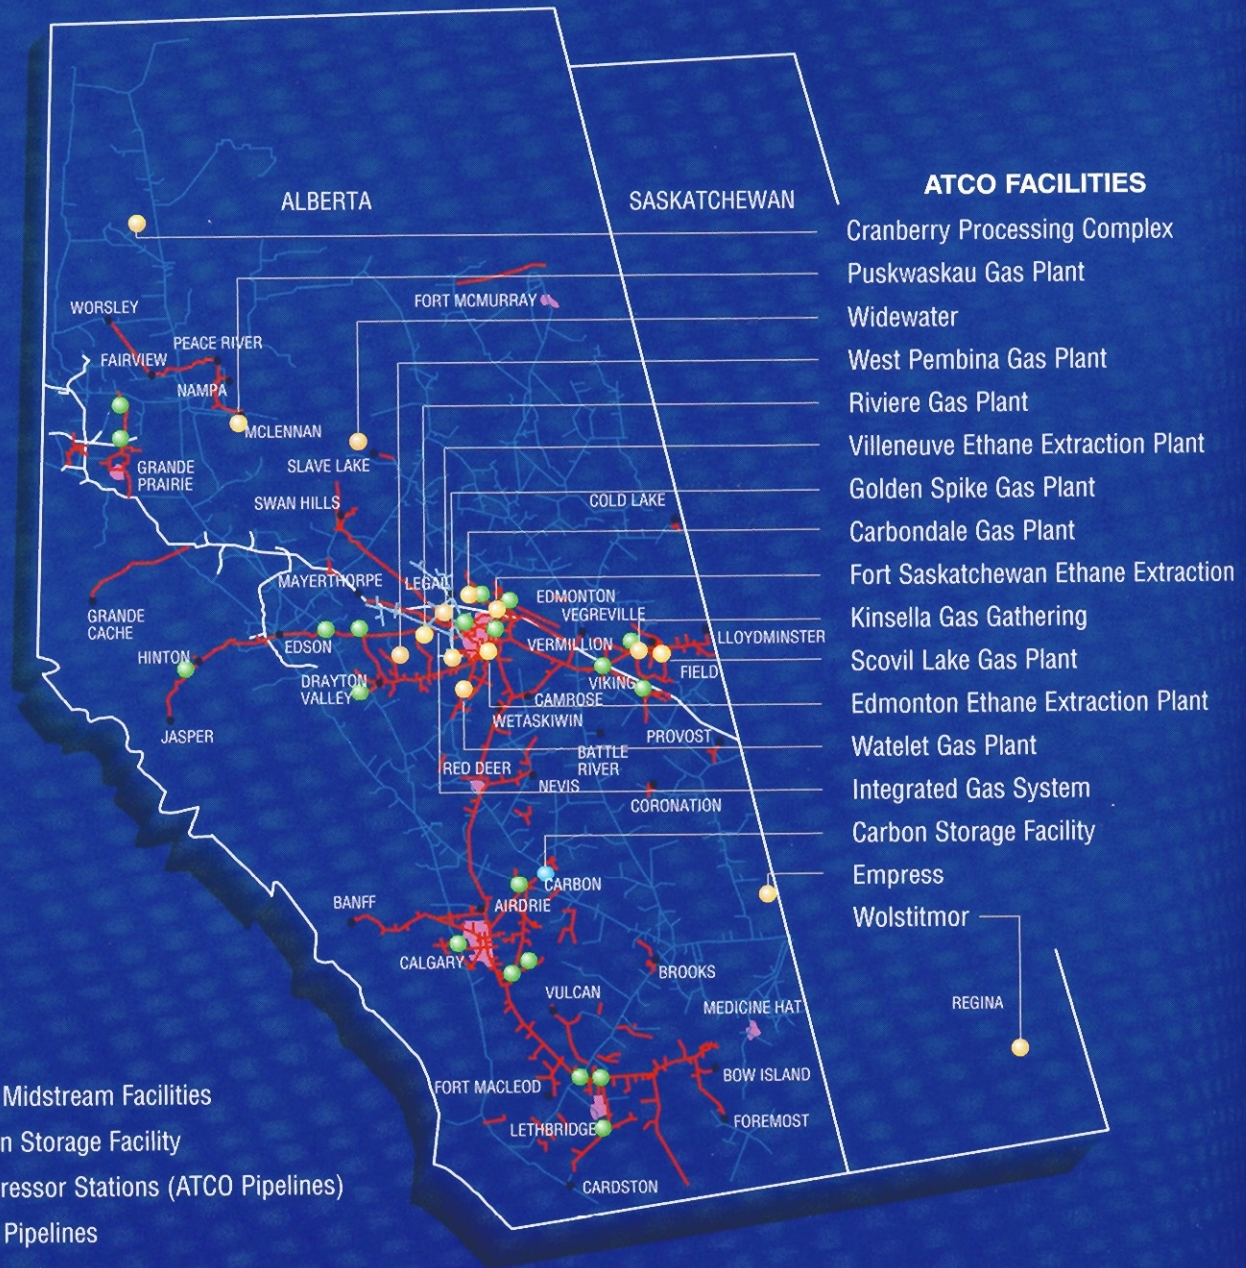 ALBERTA
SASKATCHEWAN
ATCO FACILITIES
Cranberry Processing Complex
Puskwaskau Gas Plant
Widewater
West Pembina Gas Plant
Riviere Gas Plant
Villeneuve Ethane Extraction Plant
Golden Spike Gas Plant
Carbondale Gas Plant
Fort Saskatchewan Ethane Extraction
Kinsella Gas Gathering
Scovil Lake Gas Plant
Edmonton Ethane Extraction Plant
Watelet Gas Plant
Integrated Gas System
Carbon Storage Facility
Empress
Wolstitmor
FORT MCMURRAY
WORSLEY
PEACE RIVER
FAIRVIEW
NAMPA
MCLENNAN
SLAVE LAKE
GRANDE
PRAIRIE
SWAN HILLS
COLD LAKE
MAYERTHORPE
LEGAL
EDMONTON
VEGREVILLE
GRANDE
CACHE
VERMILLION
LLOYDMINSTER
HINTON
EDSON
FIELD
DRAYTON
VALLEY
VIKING
CAMROSE
WETASKIWIN
JASPER
PROVOST
BATTLE
RIVER
RED DEER
NEVIS
CORONATION
CARBON
BANFF
AIRDRIE
CALGARY
BROOKS
VULCAN
MEDICINE HAT
REGINA
FORT MACLEOD
BOW ISLAND
LETHBRIDGE
FOREMOST
CARDSTON
Midstream Facilities
n Storage Facility
ressor Stations (ATCO Pipelines)
Pipelines